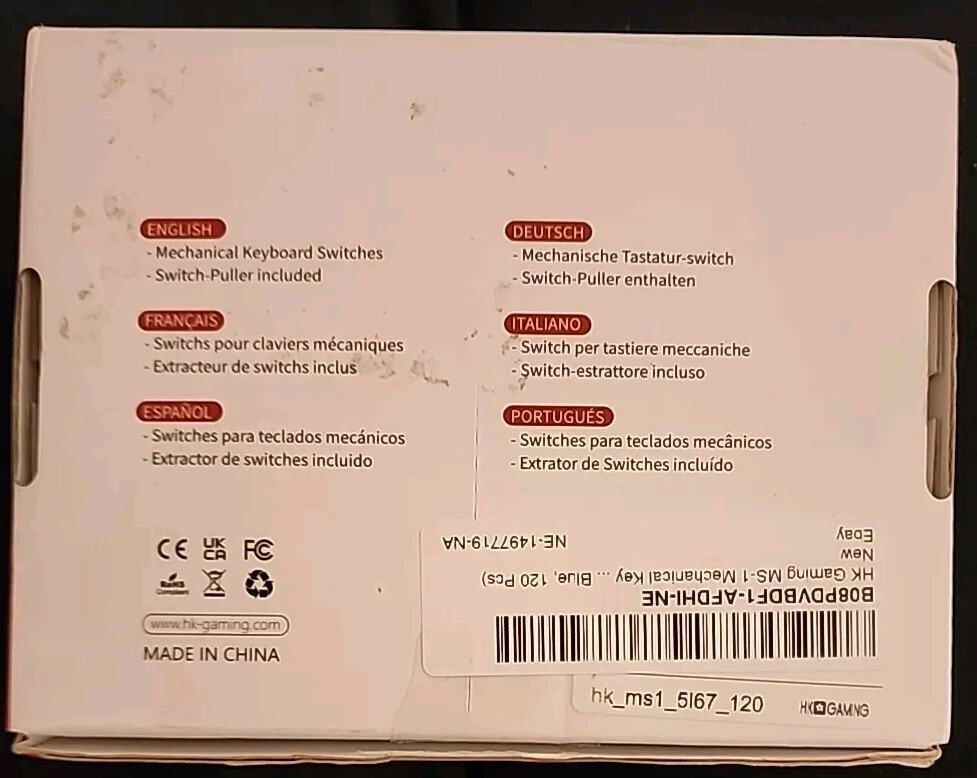 ENGLISH
- Mechanical Keyboard Switches
- Switch-Puller included
FRANÇAIS
- Switchs pour claviers mécaniques
- Extracteur de switchs inclus
ESPAÑOL
- Switches para teclados mecánicos
- Extractor de switches incluido
DEUTSCH
- Mechanische Tastatur-switch
- Switch-Puller enthalten
ITALIANO
- Switch per tastiere meccaniche
- Switch-estrattore incluso
PORTUGUÉS
- Switches para teclados mecânicos
- Extrator de Switches incluído
CE UK CA FC
RoHS
Compliant
www.hk-gaming.com
MADE IN CHINA
B08PDVBDF1-AFDHI-NE
HK Gaming MS-1 Mechanical Key ... Blue, 120 Pcs)
New
Ebay NE-1497719-NA
hk_ms1_5l67_120 HK GAMING